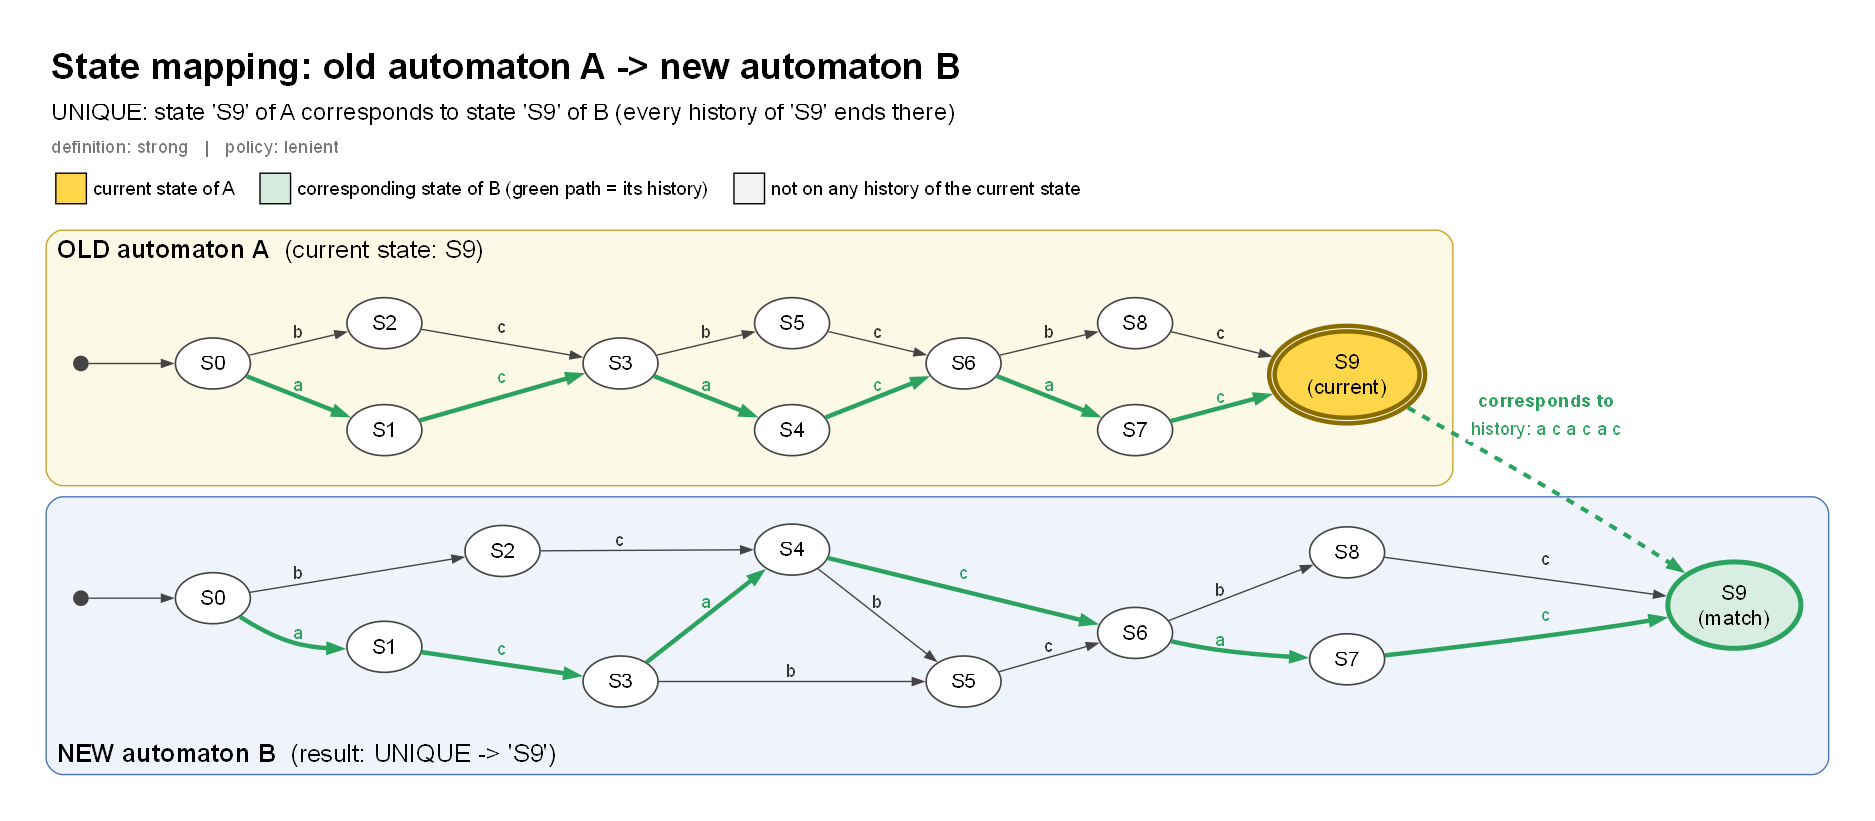 State mapping: old automaton A -> new automaton B
UNIQUE: state 'S9' of A corresponds to state 'S9' of B (every history of 'S9' ends there)
definition: strong | policy: lenient
current state of A
corresponding state of B (green path = its history)
not on any history of the current state
OLD automaton A (current state: S9)
S0
b
a
S2
S1
c
c
S3
b
a
S5
S4
c
c
S6
b
a
S8
S7
c
c
S9
(current)
corresponds to
history: a c a c a c
S0
b
a
S2
S1
c
c
S3
a
b
S4
c
b
S5
c
S6
b
a
S8
S7
c
c
S9
(match)
NEW automaton B (result: UNIQUE -> 'S9')